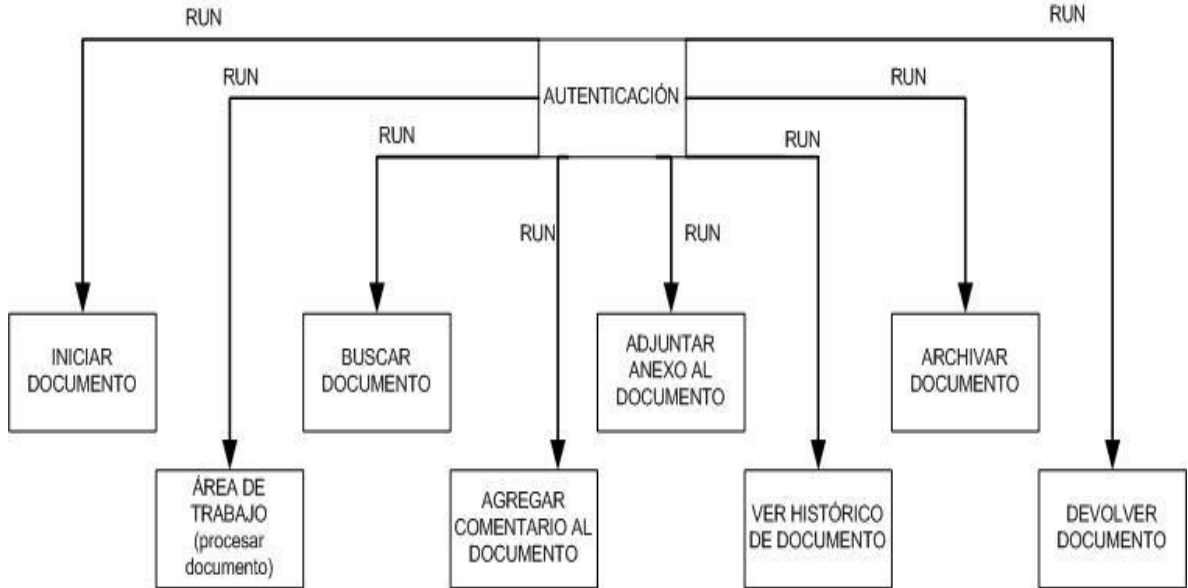 RUN
RUN
RUN
RUN
AUTENTICACIÓN
RUN
RUN
RUN
RUN
INICIAR
DOCUMENTO
BUSCAR
DOCUMENTO
ADJUNTAR
ANEXO AL
DOCUMENTO
ARCHIVAR
DOCUMENTO
ÁREA DE
TRABAJO
(procesar
documento)
AGREGAR
COMENTARIO AL
DOCUMENTO
VER HISTÓRICO
DE DOCUMENTO
DEVOLVER
DOCUMENTO